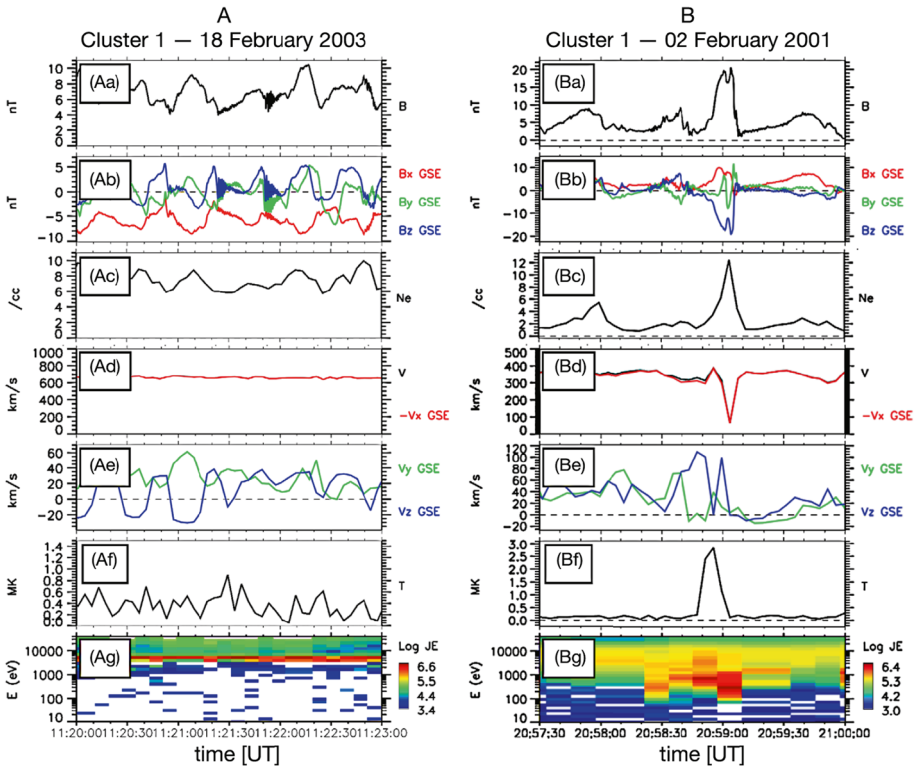 A
Cluster 1 — 18 February 2003
(Aa)
nT
10
8
6
4
2
0
B
(Ab)
nT
5
0
−5
−10
Bx GSE
By GSE
Bz GSE
(Ac)
/cc
10
8
6
4
2
0
Ne
(Ad)
km/s
1000
800
600
400
200
0
V
−Vx GSE
(Ae)
km/s
60
40
20
0
−20
Vy GSE
Vz GSE
(Af)
MK
1.4
1.2
1.0
0.8
0.6
0.4
0.2
0.0
T
(Ag)
E (eV)
10000
1000
100
10
Log JE
6.6
5.5
4.4
3.4
11:20:00 11:20:30 11:21:00 11:21:30 11:22:00 11:22:30 11:23:00
time [UT]
B
Cluster 1 — 02 February 2001
(Ba)
nT
20
15
10
5
0
B
(Bb)
nT
10
0
−10
−20
Bx GSE
By GSE
Bz GSE
(Bc)
/cc
12
10
8
6
4
2
0
Ne
(Bd)
km/s
500
400
300
200
100
0
V
−Vx GSE
(Be)
km/s
120
100
80
60
40
20
0
−20
Vy GSE
Vz GSE
(Bf)
MK
3.0
2.5
2.0
1.5
1.0
0.5
0.0
T
(Bg)
E (eV)
10000
1000
100
10
Log JE
6.4
5.3
4.2
3.0
20:57:30 20:58:00 20:58:30 20:59:00 20:59:30 21:00:00
time [UT]